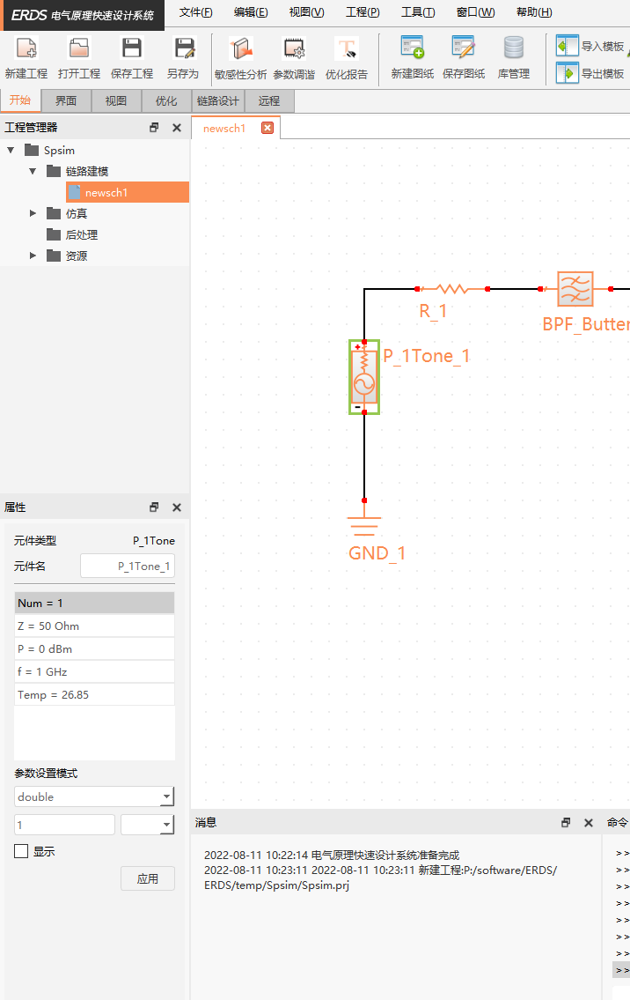 ERDS 电气原理快速设计系统
文件(F) 编辑(E) 视图(V) 工程(P) 工具(T) 窗口(W) 帮助(H)
新建工程 打开工程 保存工程 另存为 敏感性分析 参数调谐 优化报告 新建图纸 保存图纸 库管理 导入模板
导出模板
开始 界面 视图 优化 链路设计 远程
工程管理器
newsch1
Spsim
链路建模
newsch1
仿真
后处理
资源
R_1
BPF_Butter
P_1Tone_1
GND_1
属性
元件类型 P_1Tone
元件名 P_1Tone_1
Num = 1
Z = 50 Ohm
P = 0 dBm
f = 1 GHz
Temp = 26.85
参数设置模式
double
1
显示
应用
消息
2022-08-11 10:22:14 电气原理快速设计系统准备完成
2022-08-11 10:23:11 2022-08-11 10:23:11 新建工程:P:/software/ERDS/
ERDS/temp/Spsim/Spsim.prj
命令
>>
>>
>>
>>
>>
>>
>>
>>